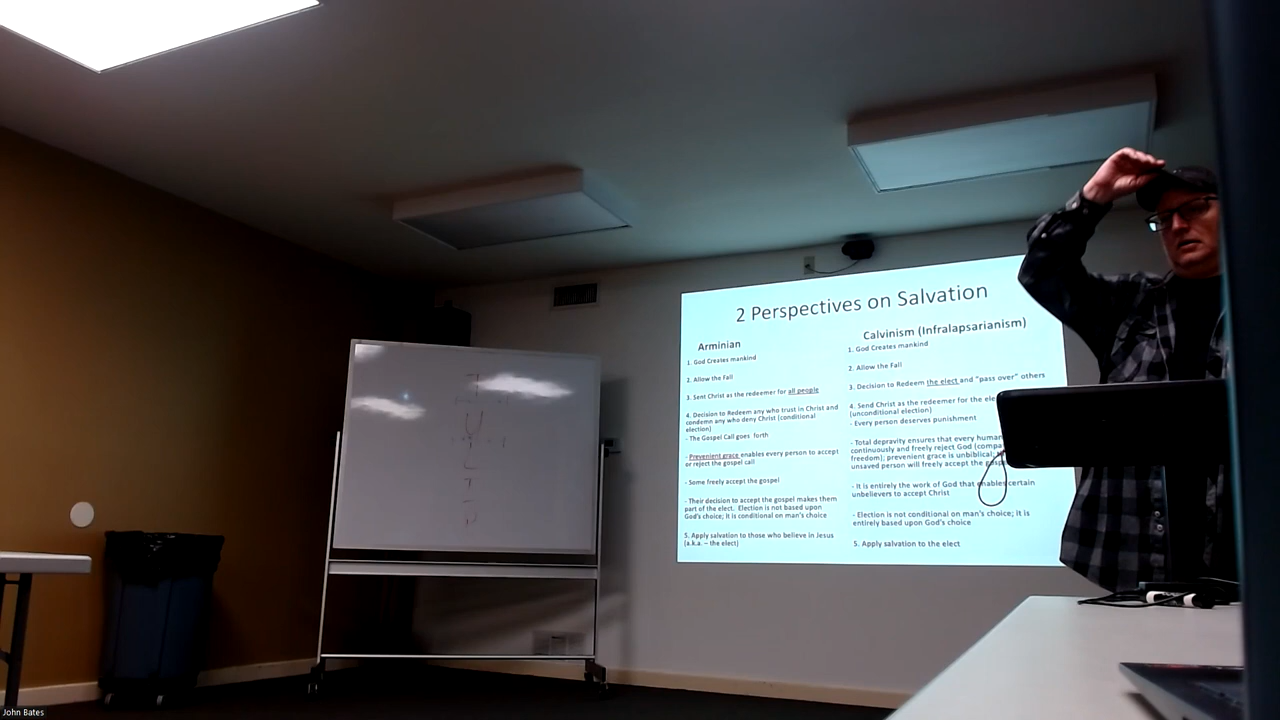 2 Perspectives on Salvation
Arminian
1. God Creates mankind
2. Allow the Fall
3. Sent Christ as the redeemer for all people
4. Decision to Redeem any who trust in Christ and
condemn any who deny Christ (conditional
election)
- The Gospel Call goes forth
- Prevenient grace enables every person to accept
or reject the gospel call
- Some freely accept the gospel
- Their decision to accept the gospel makes them
part of the elect. Election is not based upon
God's choice; it is conditional on man's choice
5. Apply salvation to those who believe in Jesus
(a.k.a. – the elect)
Calvinism (Infralapsarianism)
1. God Creates mankind
2. Allow the Fall
3. Decision to Redeem the elect and "pass over" others
4. Send Christ as the redeemer for the
(unconditional election)
- Every person deserves punishment
- Total depravity ensures that every human
continuously and freely reject God
freedom); prevenient grace is unbiblical;
unsaved person will freely accept the
- It is entirely the work of God that enables certain
unbelievers to accept Christ
- Election is not conditional on man's choice; it is
entirely based upon God's choice
5. Apply salvation to the elect
John Bates